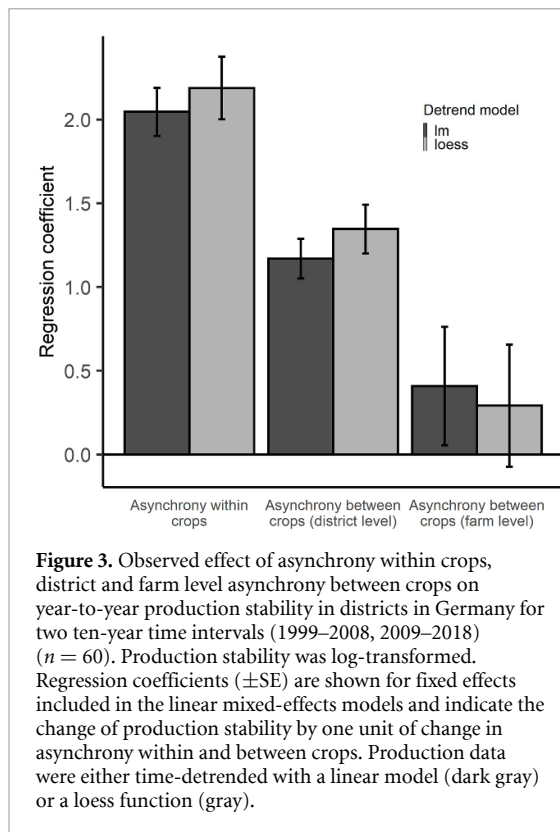 Regression coefficient
2.0
1.5
1.0
0.5
0.0
Detrend model
lm
loess
Asynchrony within
crops
Asynchrony between
crops (district level)
Asynchrony between
crops (farm level)
Figure 3. Observed effect of asynchrony within crops,
district and farm level asynchrony between crops on
year-to-year production stability in districts in Germany for
two ten-year time intervals (1999–2008, 2009–2018)
(n = 60). Production stability was log-transformed.
Regression coefficients (±SE) are shown for fixed effects
included in the linear mixed-effects models and indicate the
change of production stability by one unit of change in
asynchrony within and between crops. Production data
were either time-detrended with a linear model (dark gray)
or a loess function (gray).